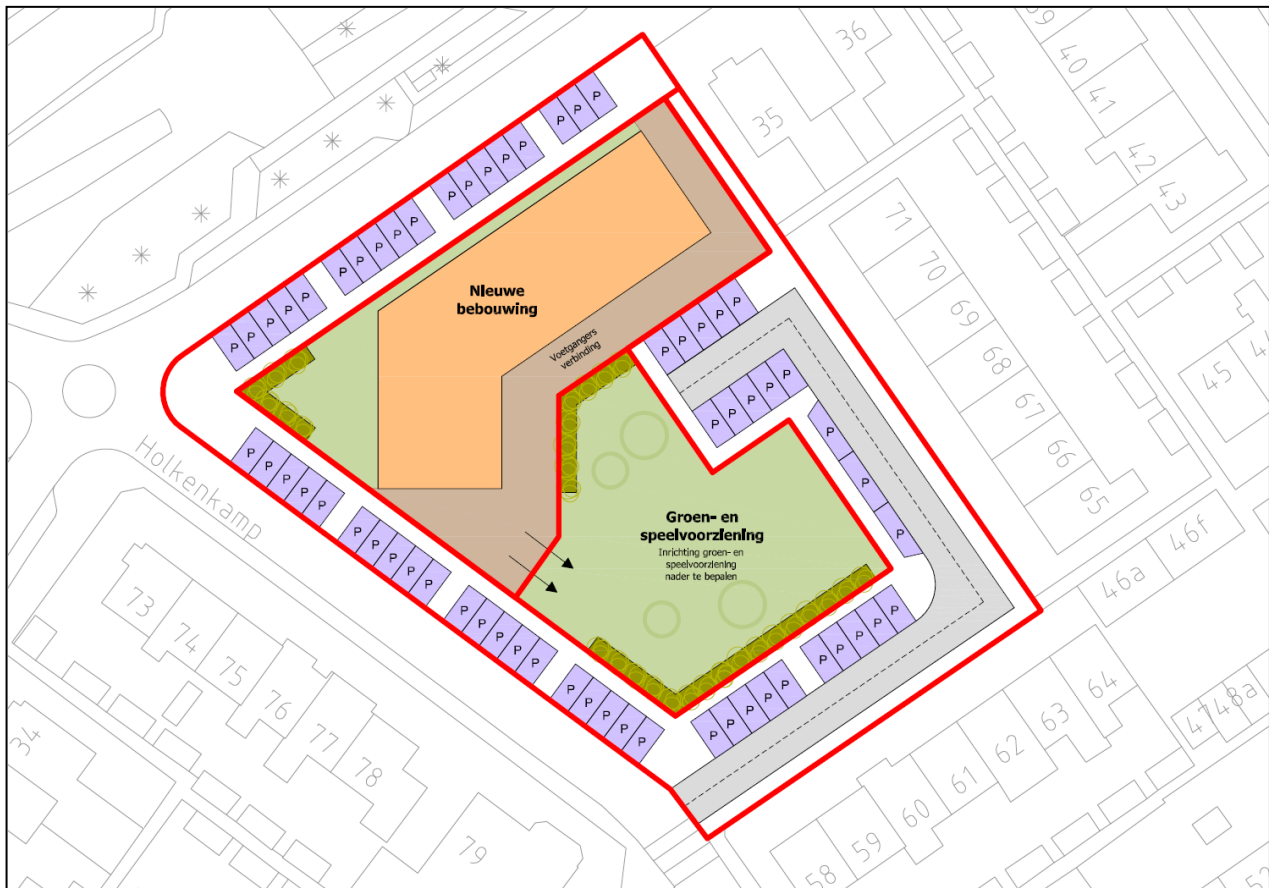 36
39
40
41
42
43
35
P P P
P P P P P
P P P P P
P P P P P
71
70
69
68
67
66
65
45
46f
46a
Nieuwe
bebouwing
Voetgangers
verbinding
P P P P P
P P P P P
P
P
P
Holkenkamp
P P P P P
P P P P P
P P P P P
P P P P P
Groen- en
speelvoorziening
Inrichting groen- en
speelvoorziening
nader te bepalen
P P P P P
P P P P P
73
74
75
76
77
78
79
34
64
63
62
61
60
59
58
47
48a